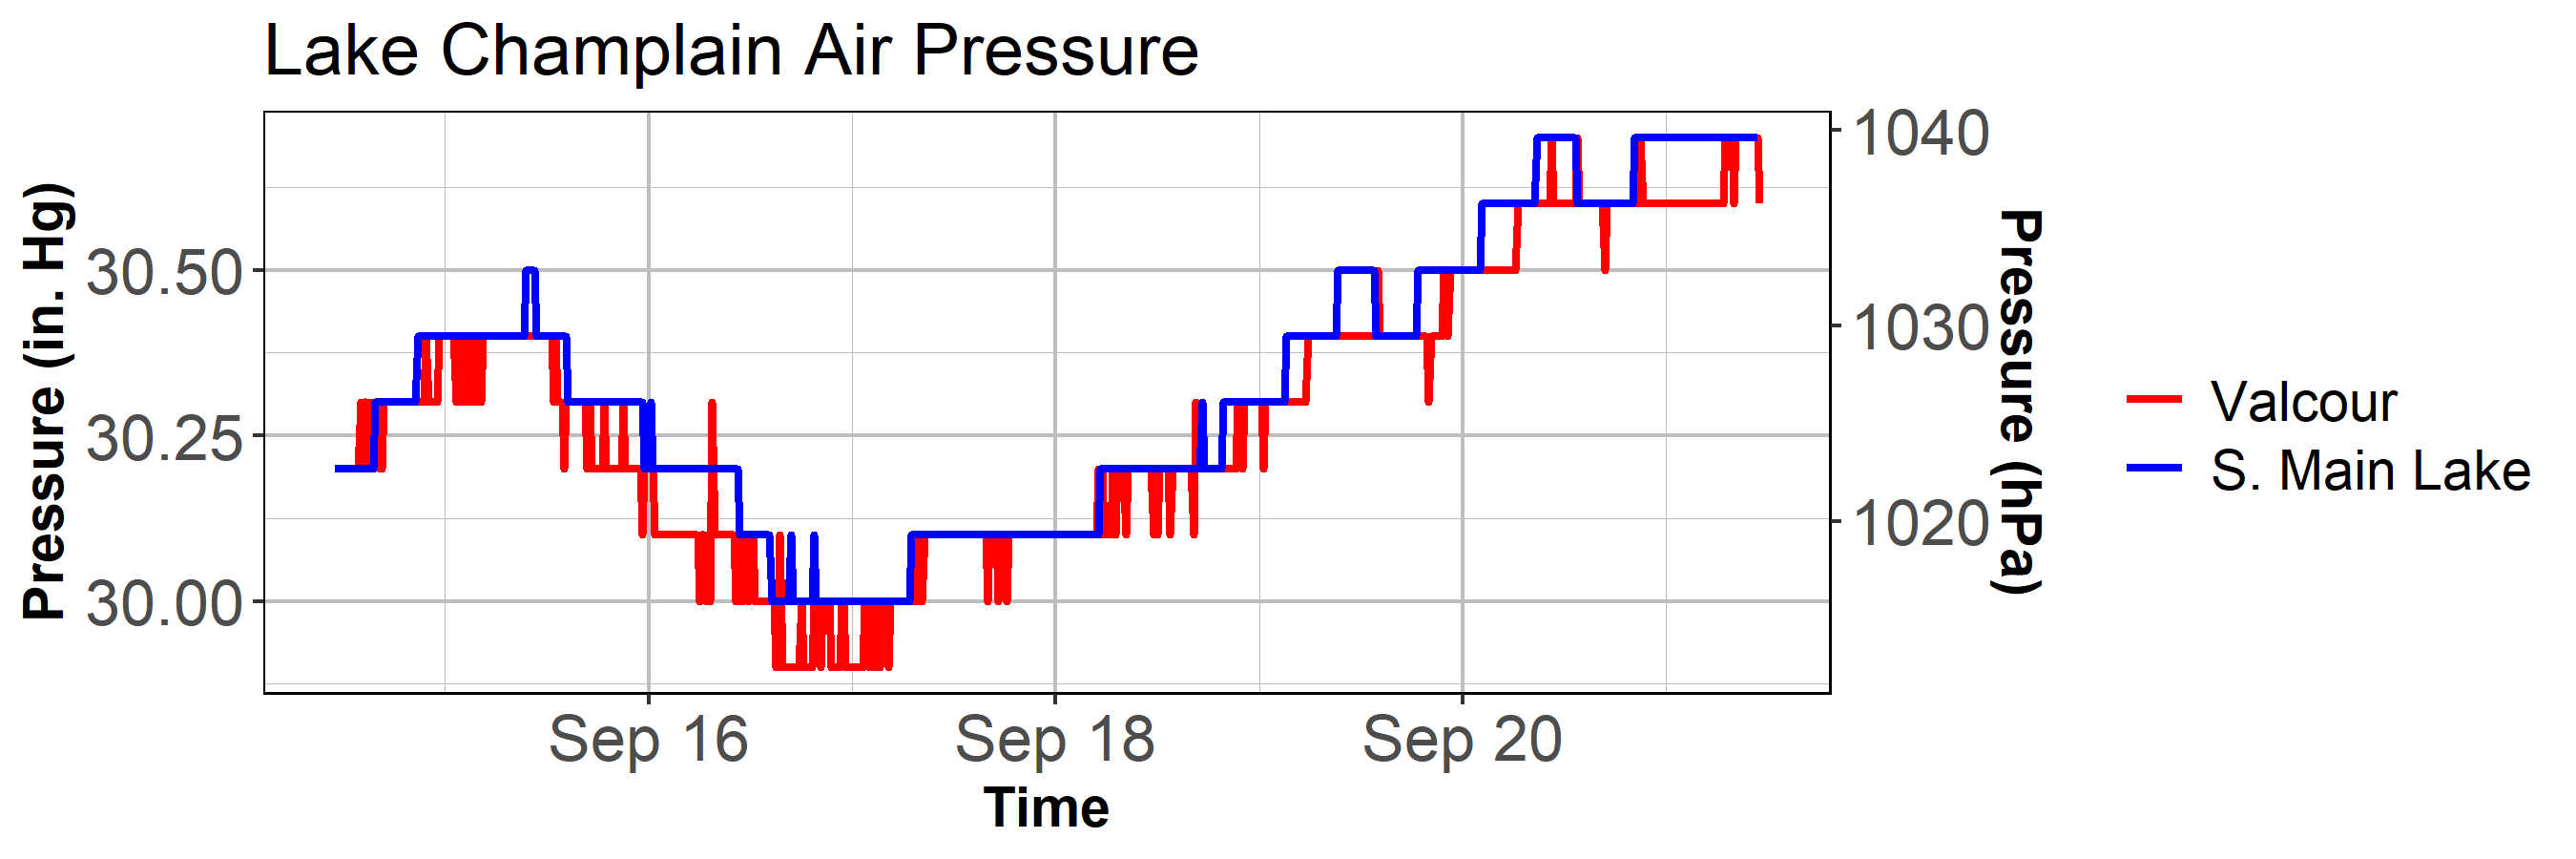 Lake Champlain Air Pressure
Pressure (in. Hg)
30.50
30.25
30.00
1040
1030
1020
Pressure (hPa)
Sep 16
Sep 18
Sep 20
Time
Valcour
S. Main Lake